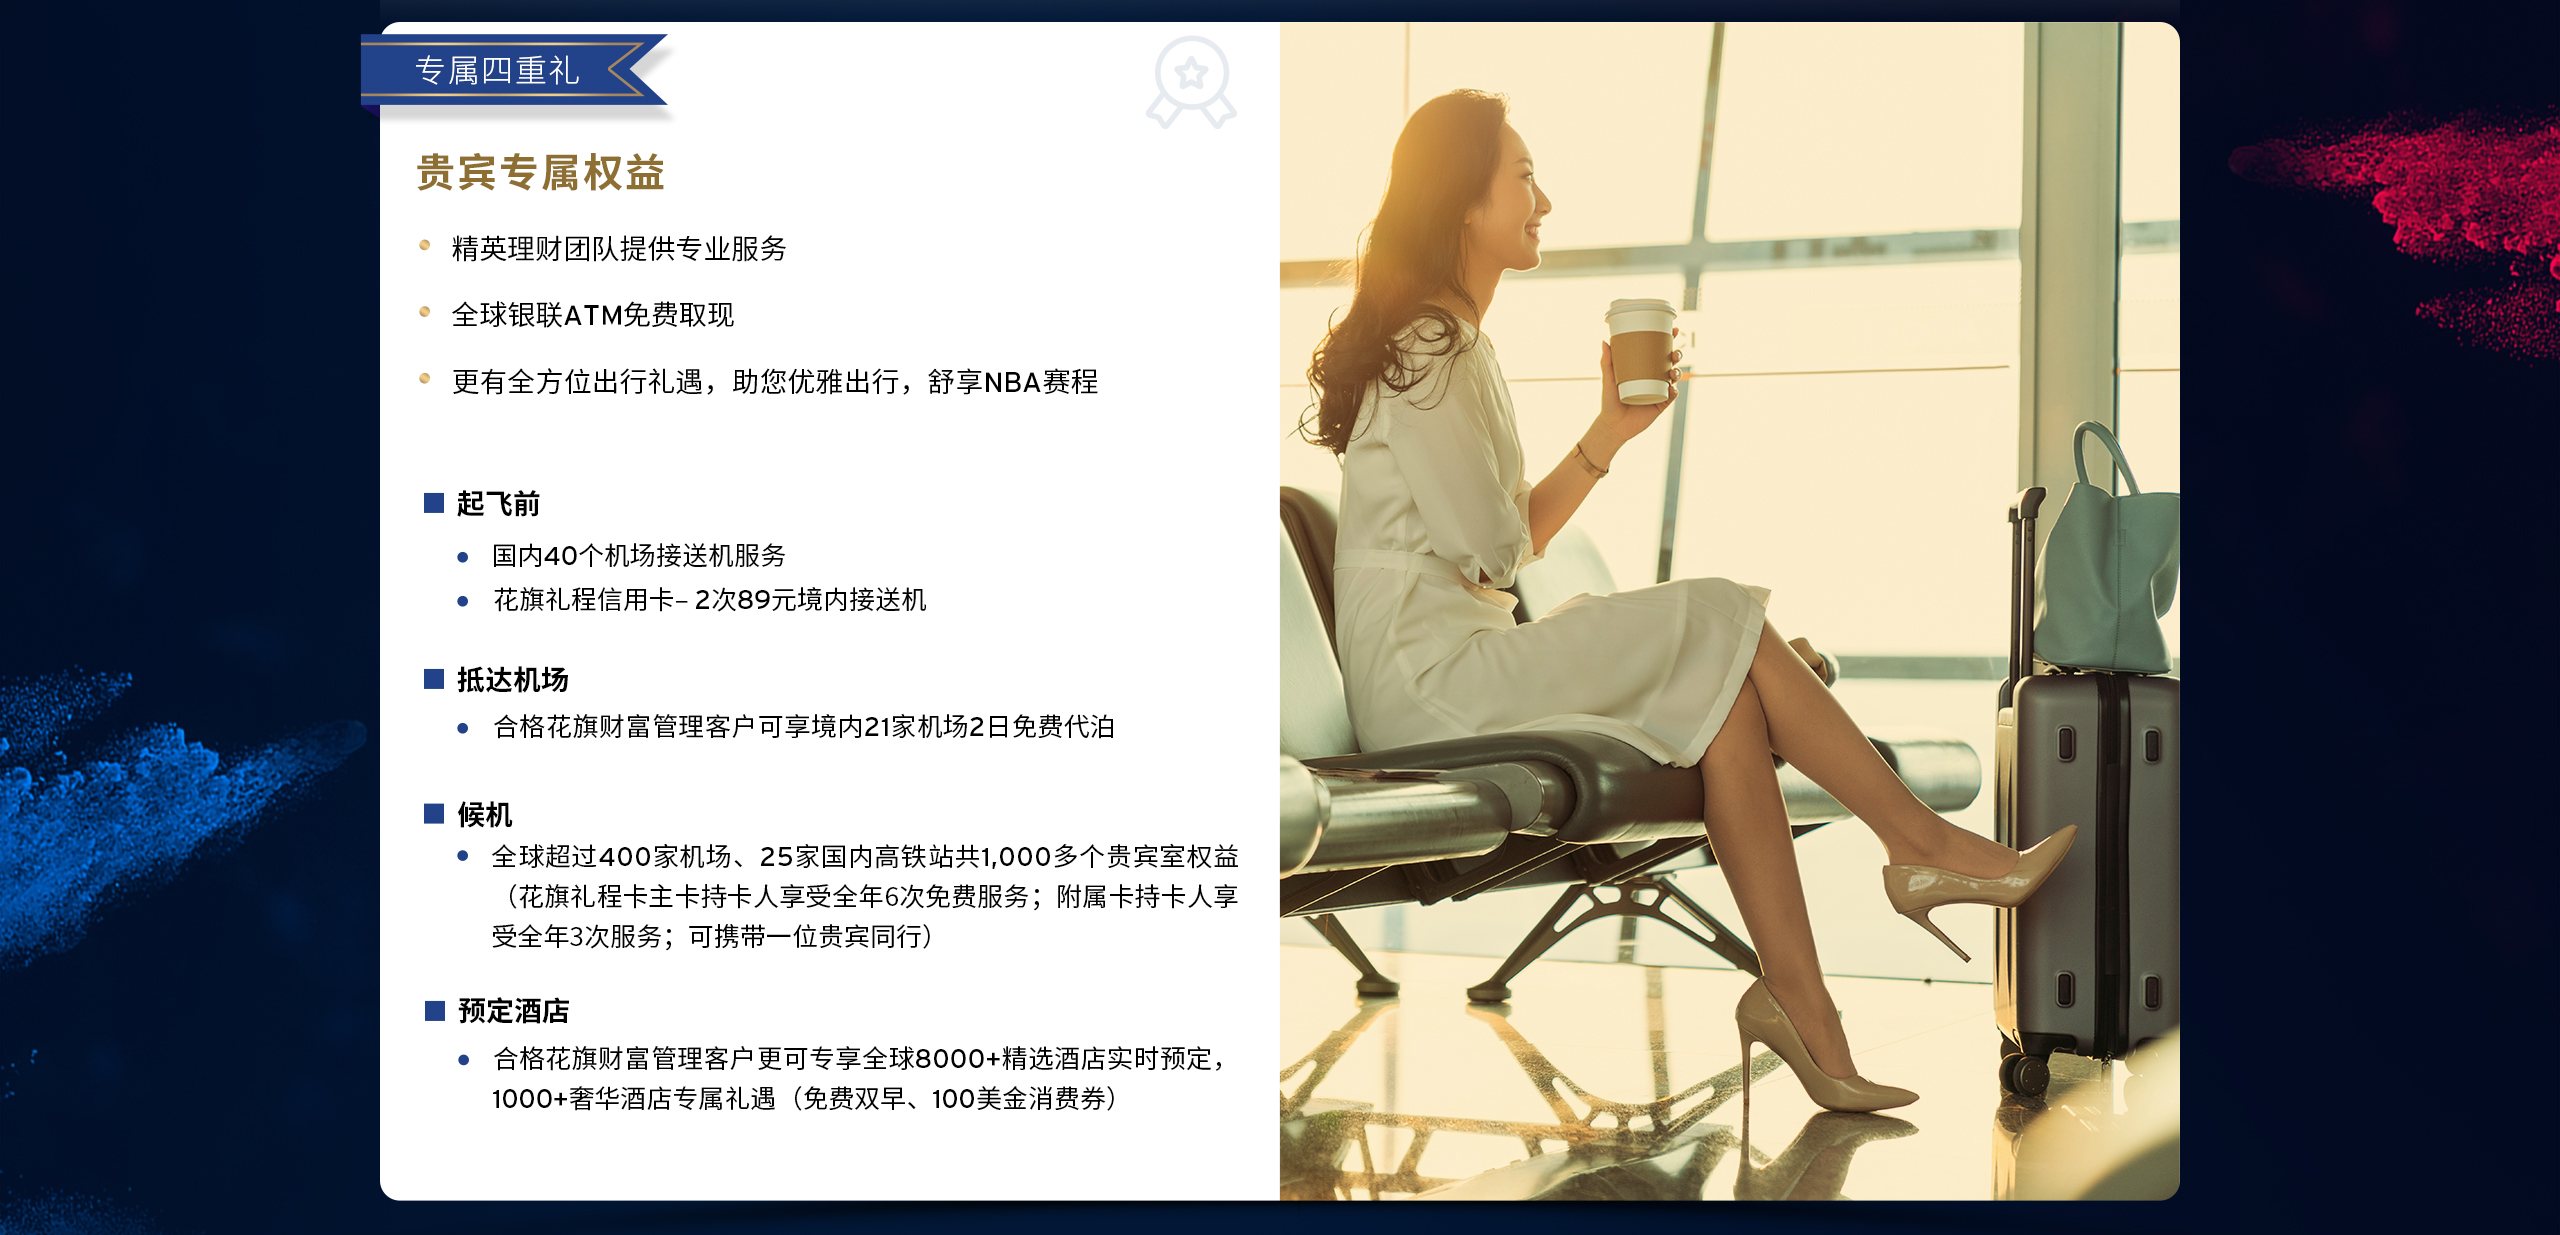 专属四重礼
贵宾专属权益
精英理财团队提供专业服务
全球银联ATM免费取现
更有全方位出行礼遇，助您优雅出行，舒享NBA赛程
起飞前
国内40个机场接送机服务
花旗礼程信用卡– 2次89元境内接送机
抵达机场
合格花旗财富管理客户可享境内21家机场2日免费代泊
候机
全球超过400家机场、25家国内高铁站共1,000多个贵宾室权益
（花旗礼程卡主卡持卡人享受全年6次免费服务；附属卡持卡人享
受全年3次服务；可携带一位贵宾同行）
预定酒店
合格花旗财富管理客户更可专享全球8000+精选酒店实时预定，
1000+奢华酒店专属礼遇（免费双早、100美金消费券）